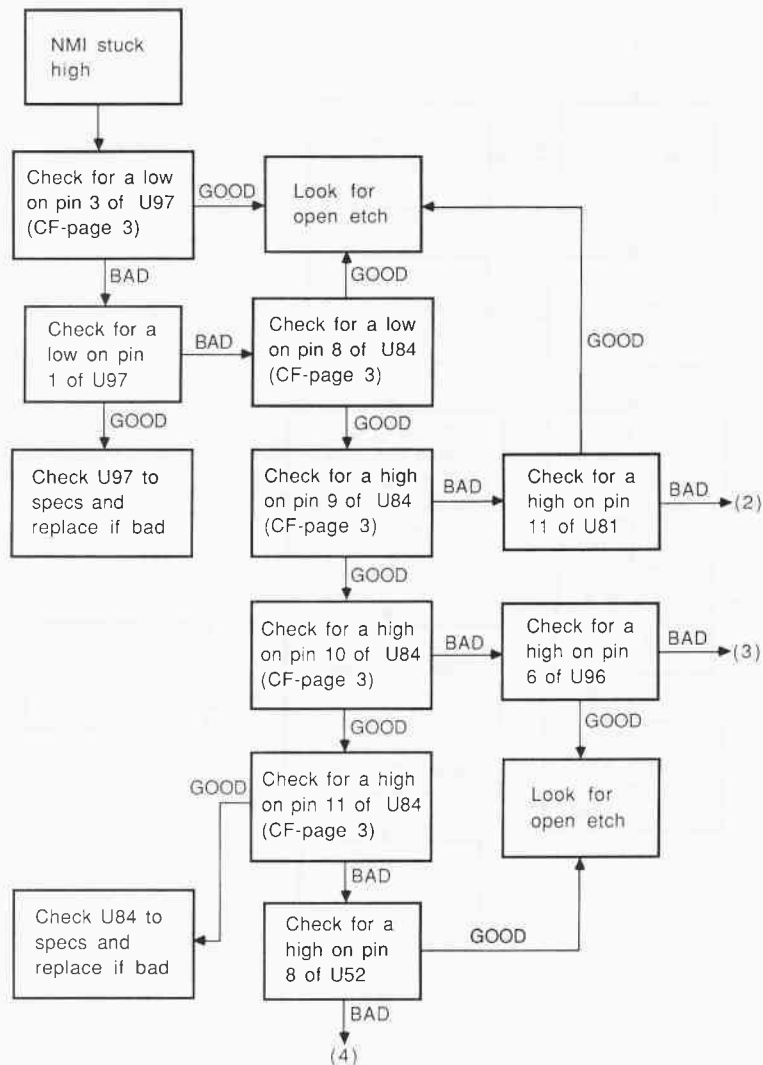 NMI stuck
high
Check for a low
on pin 3 of U97
(CF-page 3)
GOOD
Look for
open etch
BAD
GOOD
Check for a
low on pin
1 of U97
BAD
Check for a low
on pin 8 of U84
(CF-page 3)
GOOD
GOOD
GOOD
Check U97 to
specs and
replace if bad
Check for a high
on pin 9 of U84
(CF-page 3)
BAD
Check for a
high on pin
11 of U81
BAD
(2)
GOOD
Check for a high
on pin 10 of U84
(CF-page 3)
BAD
Check for a
high on pin
6 of U96
BAD
(3)
GOOD
GOOD
GOOD
Check for a high
on pin 11 of U84
(CF-page 3)
Look for
open etch
BAD
Check U84 to
specs and
replace if bad
Check for a
high on pin
8 of U52
GOOD
BAD
(4)